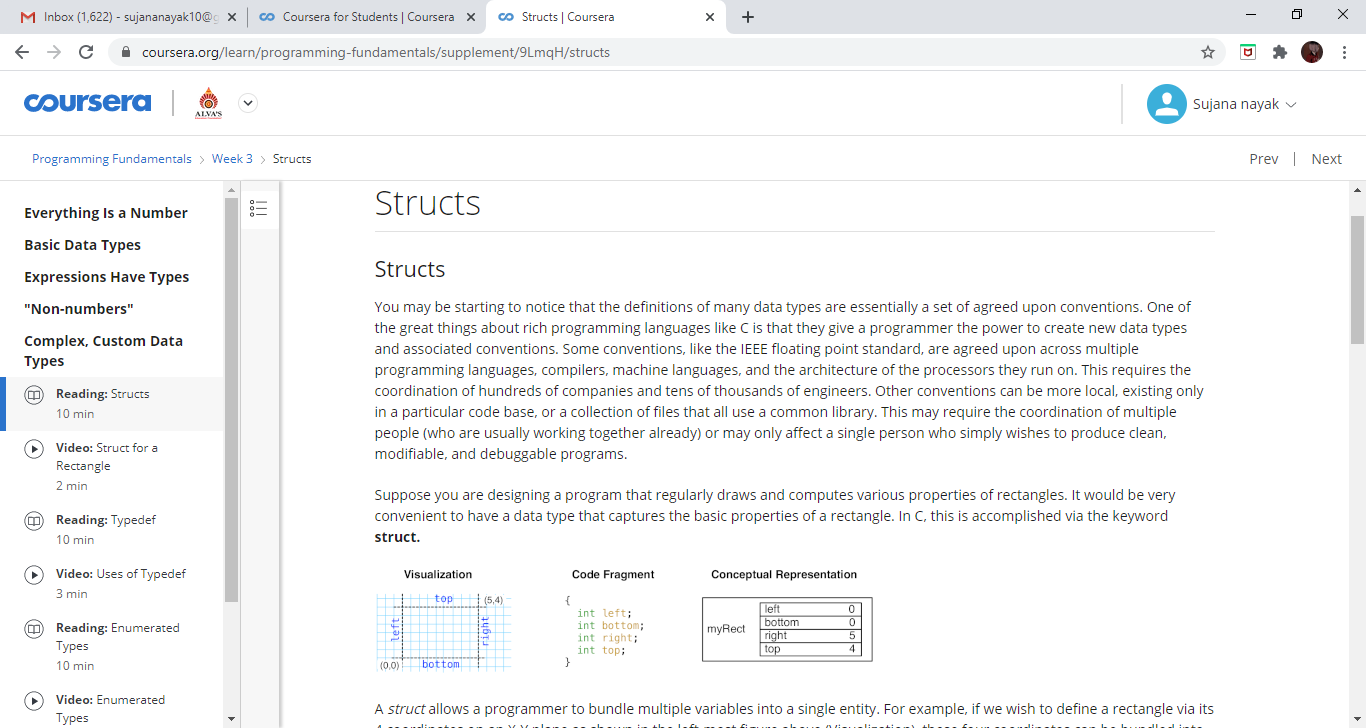 Inbox (1,622) - sujananayak10@g
Coursera for Students | Coursera
Structs | Coursera
coursera.org/learn/programming-fundamentals/supplement/9LmqH/structs
coursera
ALVA'S
Sujana nayak
Programming Fundamentals > Week 3 > Structs
Prev | Next
Everything Is a Number
Basic Data Types
Expressions Have Types
"Non-numbers"
Complex, Custom Data
Types
Reading: Structs
10 min
Video: Struct for a
Rectangle
2 min
Reading: Typedef
10 min
Video: Uses of Typedef
3 min
Reading: Enumerated
Types
10 min
Video: Enumerated
Types
Structs
Structs
You may be starting to notice that the definitions of many data types are essentially a set of agreed upon conventions. One of
the great things about rich programming languages like C is that they give a programmer the power to create new data types
and associated conventions. Some conventions, like the IEEE floating point standard, are agreed upon across multiple
programming languages, compilers, machine languages, and the architecture of the processors they run on. This requires the
coordination of hundreds of companies and tens of thousands of engineers. Other conventions can be more local, existing only
in a particular code base, or a collection of files that all use a common library. This may require the coordination of multiple
people (who are usually working together already) or may only affect a single person who simply wishes to produce clean,
modifiable, and debuggable programs.
Suppose you are designing a program that regularly draws and computes various properties of rectangles. It would be very
convenient to have a data type that captures the basic properties of a rectangle. In C, this is accomplished via the keyword
struct.
Visualization
top
(5,4)
left
right
(0,0)
bottom
Code Fragment
{
int left;
int bottom;
int right;
int top;
}
Conceptual Representation
myRect
left 0
bottom 0
right 5
top 4
A struct allows a programmer to bundle multiple variables into a single entity. For example, if we wish to define a rectangle via its